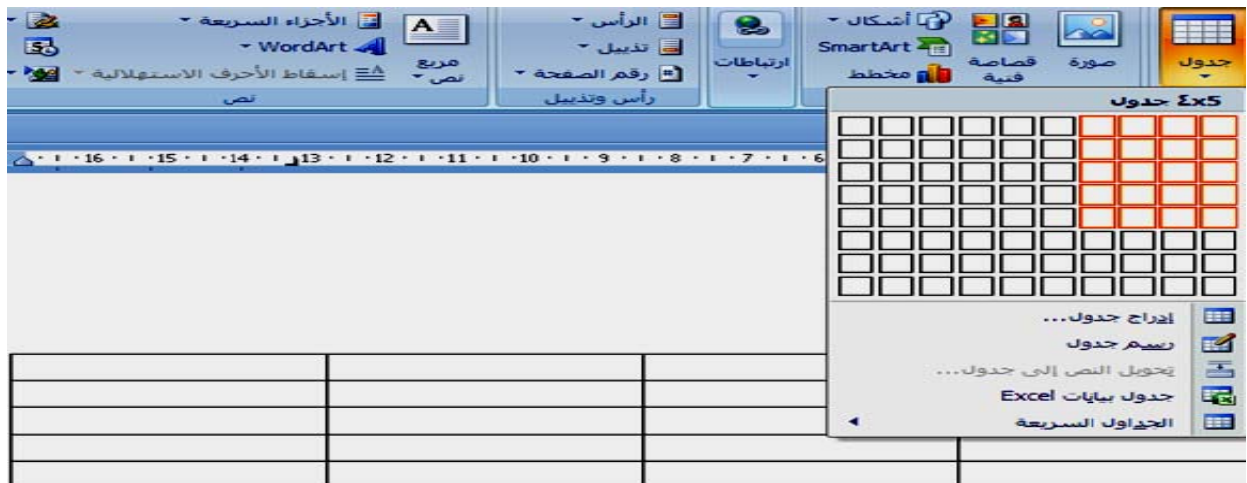 جدول
صورة
قصاصة فنية
أشكال
SmartArt
مخطط
ارتباطات
الرأس
تذييل
رقم الصفحة
رأس وتذييل
مربع نص
الأجزاء السريعة
WordArt
إسقاط الأحرف الاستهلالية
نص
٤x5 جدول
16 15 14 13 12 11 10 9 8 7 6
إدراج جدول...
رسم جدول
تحويل النص إلى جدول...
جدول بيانات Excel
الجداول السريعة